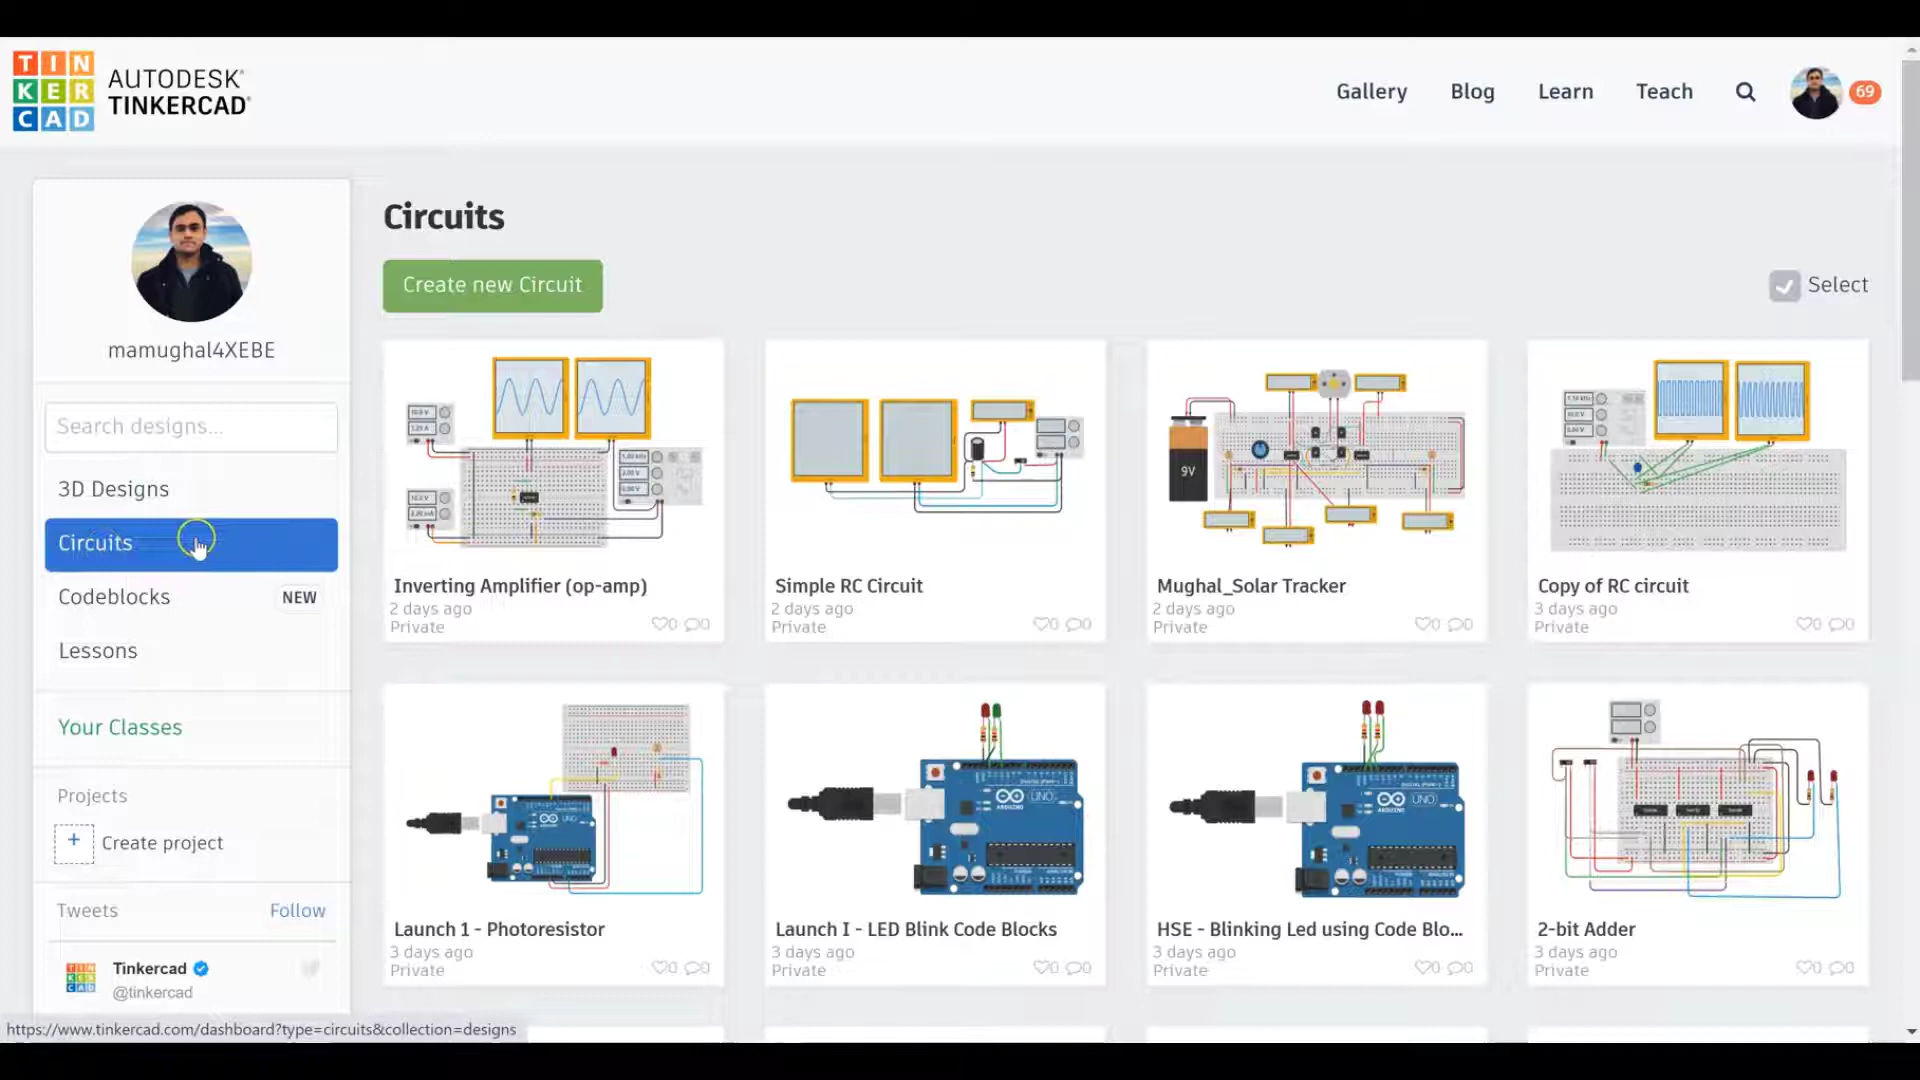 TINKERCAD
AUTODESK®
TINKERCAD®
Gallery Blog Learn Teach 69
mamughal4XEBE
Search designs...
3D Designs
Circuits
Codeblocks NEW
Lessons
Your Classes
Projects
+ Create project
Tweets Follow
TINKERCAD
Tinkercad
@tinkercad
Circuits
Create new Circuit
Select
Inverting Amplifier (op-amp)
2 days ago
Private 0 0
9V
Simple RC Circuit
2 days ago
Private 0 0
Mughal_Solar Tracker
2 days ago
Private 0 0
Copy of RC circuit
3 days ago
Private 0 0
UNO
ARDUINO
Launch 1 - Photoresistor
3 days ago
Private 0 0
UNO
ARDUINO
Launch I - LED Blink Code Blocks
3 days ago
Private 0 0
UNO
ARDUINO
HSE - Blinking Led using Code Blo...
3 days ago
Private 0 0
2-bit Adder
3 days ago
Private 0 0
https://www.tinkercad.com/dashboard?type=circuits&collection=designs